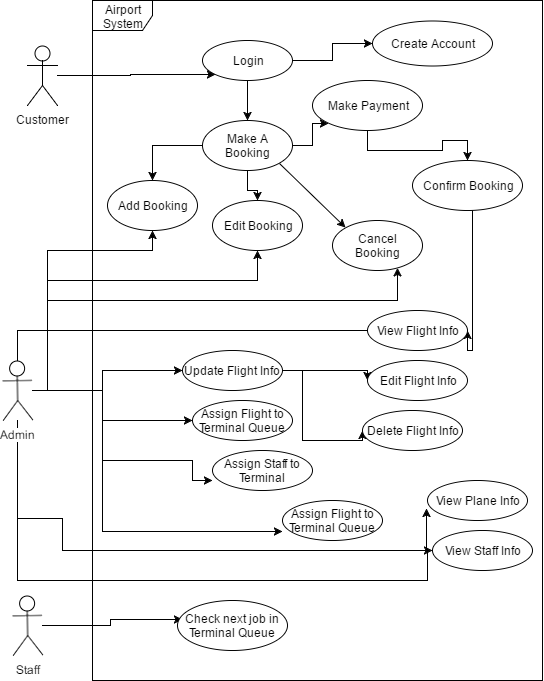 Airport
System
Login
Create Account
Customer
Make Payment
Make A
Booking
Confirm Booking
Add Booking
Edit Booking
Cancel
Booking
View Flight Info
Update Flight Info
Edit Flight Info
Admin
Assign Flight to
Terminal Queue
Delete Flight Info
Assign Staff to
Terminal
View Plane Info
Assign Flight to
Terminal Queue
View Staff Info
Check next job in
Terminal Queue
Staff